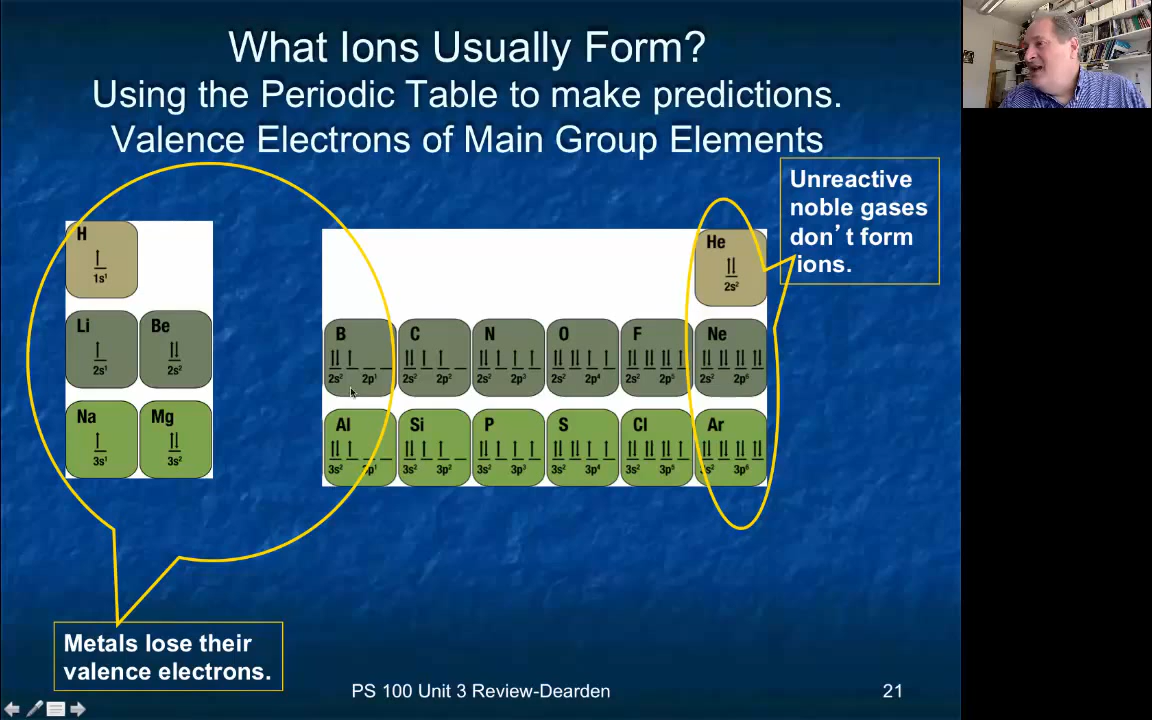 What Ions Usually Form?
Using the Periodic Table to make predictions.
Valence Electrons of Main Group Elements
Unreactive
noble gases
don't form
ions.
H
1s¹
He
2s²
Li
2s¹
Be
2s²
B
2s² 2p¹
C
2s² 2p²
N
2s² 2p³
O
2s² 2p⁴
F
2s² 2p⁵
Ne
2s² 2p⁶
Na
3s¹
Mg
3s²
Al
3s² 3p¹
Si
3s² 3p²
P
3s² 3p³
S
3s² 3p⁴
Cl
3s² 3p⁵
Ar
3s² 3p⁶
Metals lose their
valence electrons.
PS 100 Unit 3 Review-Dearden
21